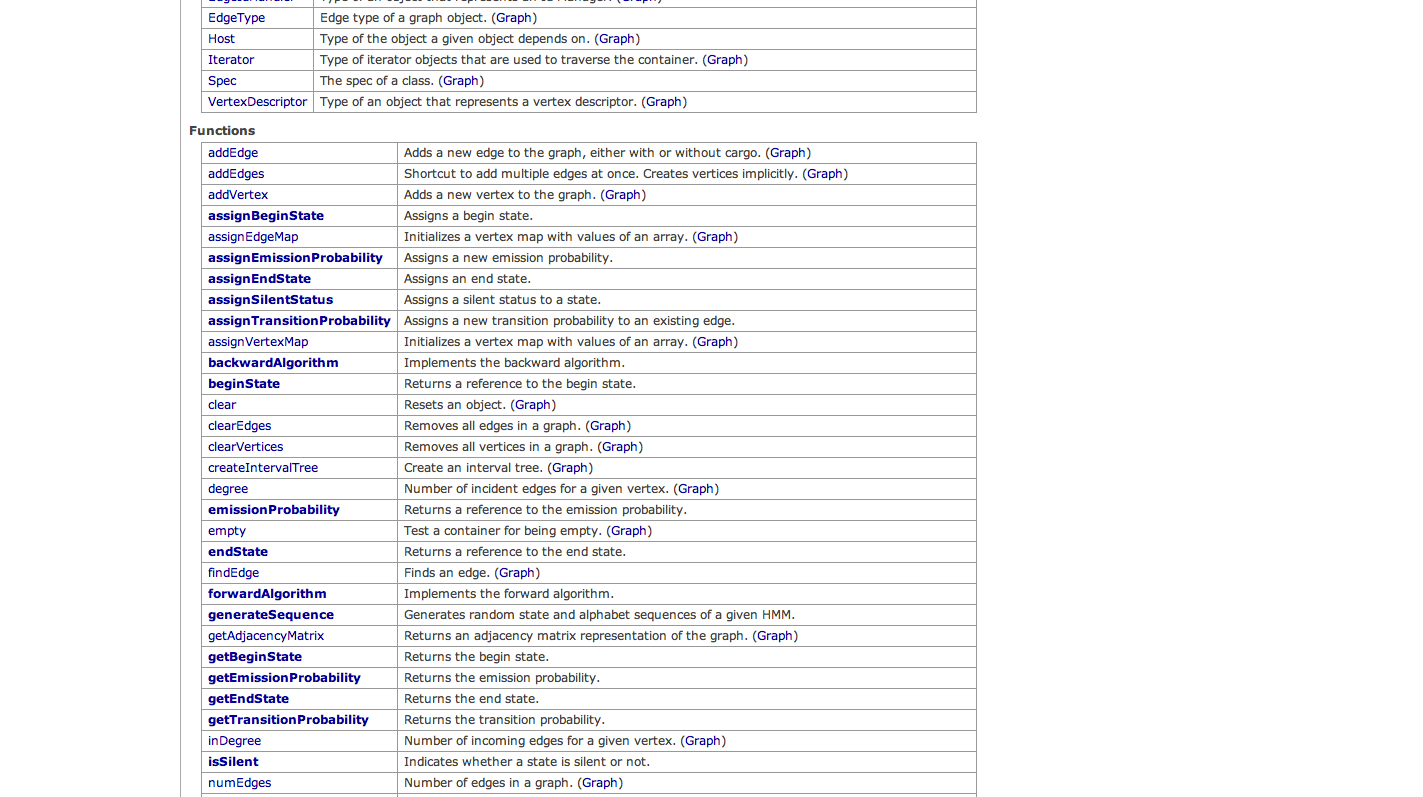 EdgeType Edge type of a graph object. (Graph)
Host Type of the object a given object depends on. (Graph)
Iterator Type of iterator objects that are used to traverse the container. (Graph)
Spec The spec of a class. (Graph)
VertexDescriptor Type of an object that represents a vertex descriptor. (Graph)
Functions
addEdge Adds a new edge to the graph, either with or without cargo. (Graph)
addEdges Shortcut to add multiple edges at once. Creates vertices implicitly. (Graph)
addVertex Adds a new vertex to the graph. (Graph)
assignBeginState Assigns a begin state.
assignEdgeMap Initializes a vertex map with values of an array. (Graph)
assignEmissionProbability Assigns a new emission probability.
assignEndState Assigns an end state.
assignSilentStatus Assigns a silent status to a state.
assignTransitionProbability Assigns a new transition probability to an existing edge.
assignVertexMap Initializes a vertex map with values of an array. (Graph)
backwardAlgorithm Implements the backward algorithm.
beginState Returns a reference to the begin state.
clear Resets an object. (Graph)
clearEdges Removes all edges in a graph. (Graph)
clearVertices Removes all vertices in a graph. (Graph)
createIntervalTree Create an interval tree. (Graph)
degree Number of incident edges for a given vertex. (Graph)
emissionProbability Returns a reference to the emission probability.
empty Test a container for being empty. (Graph)
endState Returns a reference to the end state.
findEdge Finds an edge. (Graph)
forwardAlgorithm Implements the forward algorithm.
generateSequence Generates random state and alphabet sequences of a given HMM.
getAdjacencyMatrix Returns an adjacency matrix representation of the graph. (Graph)
getBeginState Returns the begin state.
getEmissionProbability Returns the emission probability.
getEndState Returns the end state.
getTransitionProbability Returns the transition probability.
inDegree Number of incoming edges for a given vertex. (Graph)
isSilent Indicates whether a state is silent or not.
numEdges Number of edges in a graph. (Graph)